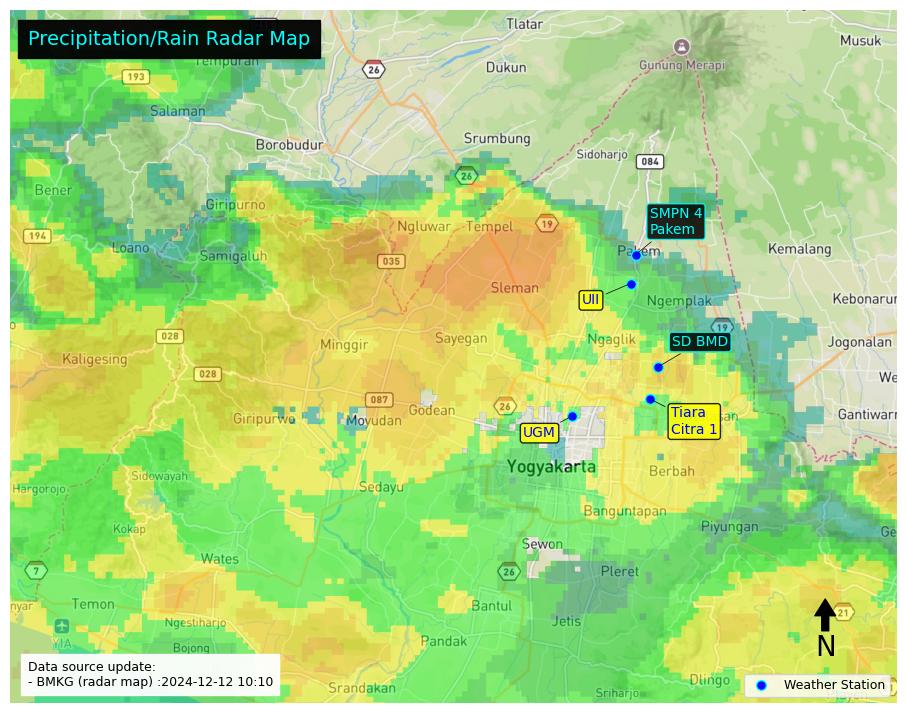 Precipitation/Rain Radar Map
Tlatar
Musuk
Tempuran
26
Dukun
Gunung Merapi
193
Salaman
Borobudur
Srumbung
Sidoharjo
084
26
Bener
Giripurno
SMPN 4
Pakem
194
Loano
Samigaluh
Ngluwar
Tempel
19
Pakem
Kemalang
035
Sleman
UII
Ngemplak
Kebonarum
028
Minggir
Sayegan
Ngaglik
19
SD BMD
Jogonalan
Kaligesing
028
087
Godean
26
Giripurwo
Moyudan
Tiara
Citra 1
Gantiwarno
UGM
Yogyakarta
Berbah
Sidowayah
Hargorojo
Sedayu
Banguntapan
Kokap
Piyungan
Ge
Wates
Sewon
7
26
Pleret
Temon
Bantul
Jetis
21
Ngestiharjo
YIA
Bojong
Pandak
N
Data source update:
- BMKG (radar map) :2024-12-12 10:10
Srandakan
Sriharjo
Dlingo
Weather Station